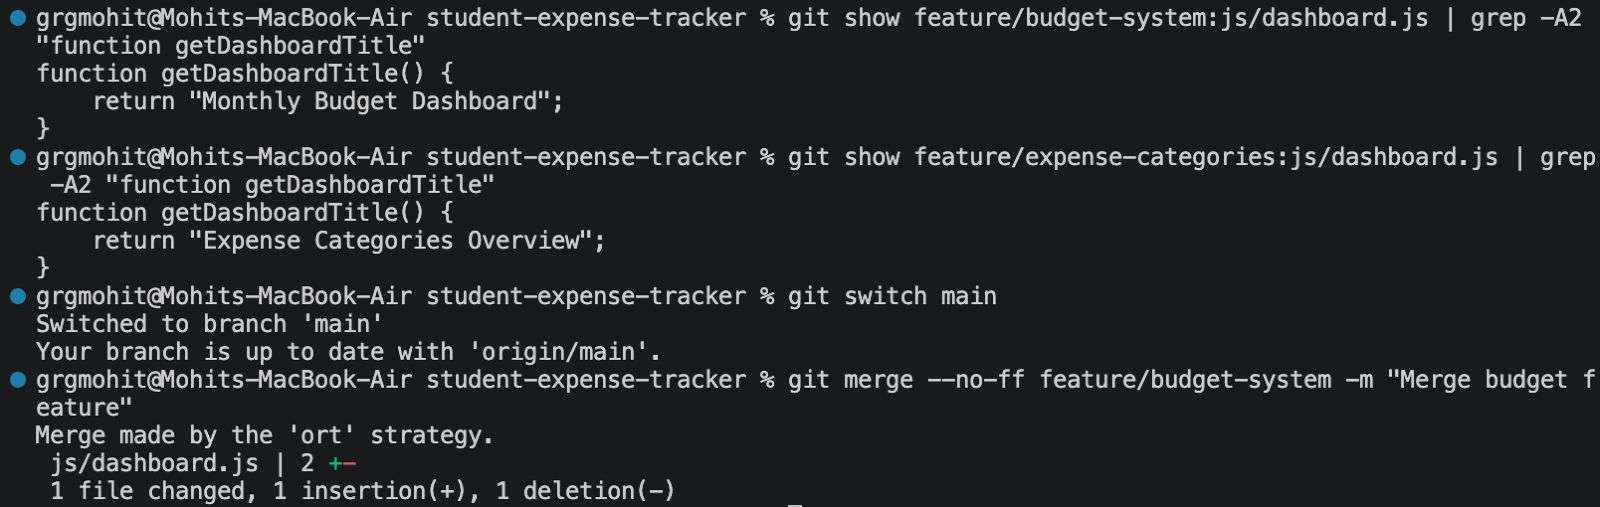 grgmohit@Mohits-MacBook-Air student-expense-tracker % git show feature/budget-system:js/dashboard.js | grep -A2
"function getDashboardTitle"
function getDashboardTitle() {
    return "Monthly Budget Dashboard";
}
grgmohit@Mohits-MacBook-Air student-expense-tracker % git show feature/expense-categories:js/dashboard.js | grep
 -A2 "function getDashboardTitle"
function getDashboardTitle() {
    return "Expense Categories Overview";
}
grgmohit@Mohits-MacBook-Air student-expense-tracker % git switch main
Switched to branch 'main'
Your branch is up to date with 'origin/main'.
grgmohit@Mohits-MacBook-Air student-expense-tracker % git merge --no-ff feature/budget-system -m "Merge budget f
eature"
Merge made by the 'ort' strategy.
 js/dashboard.js | 2 +-
 1 file changed, 1 insertion(+), 1 deletion(-)